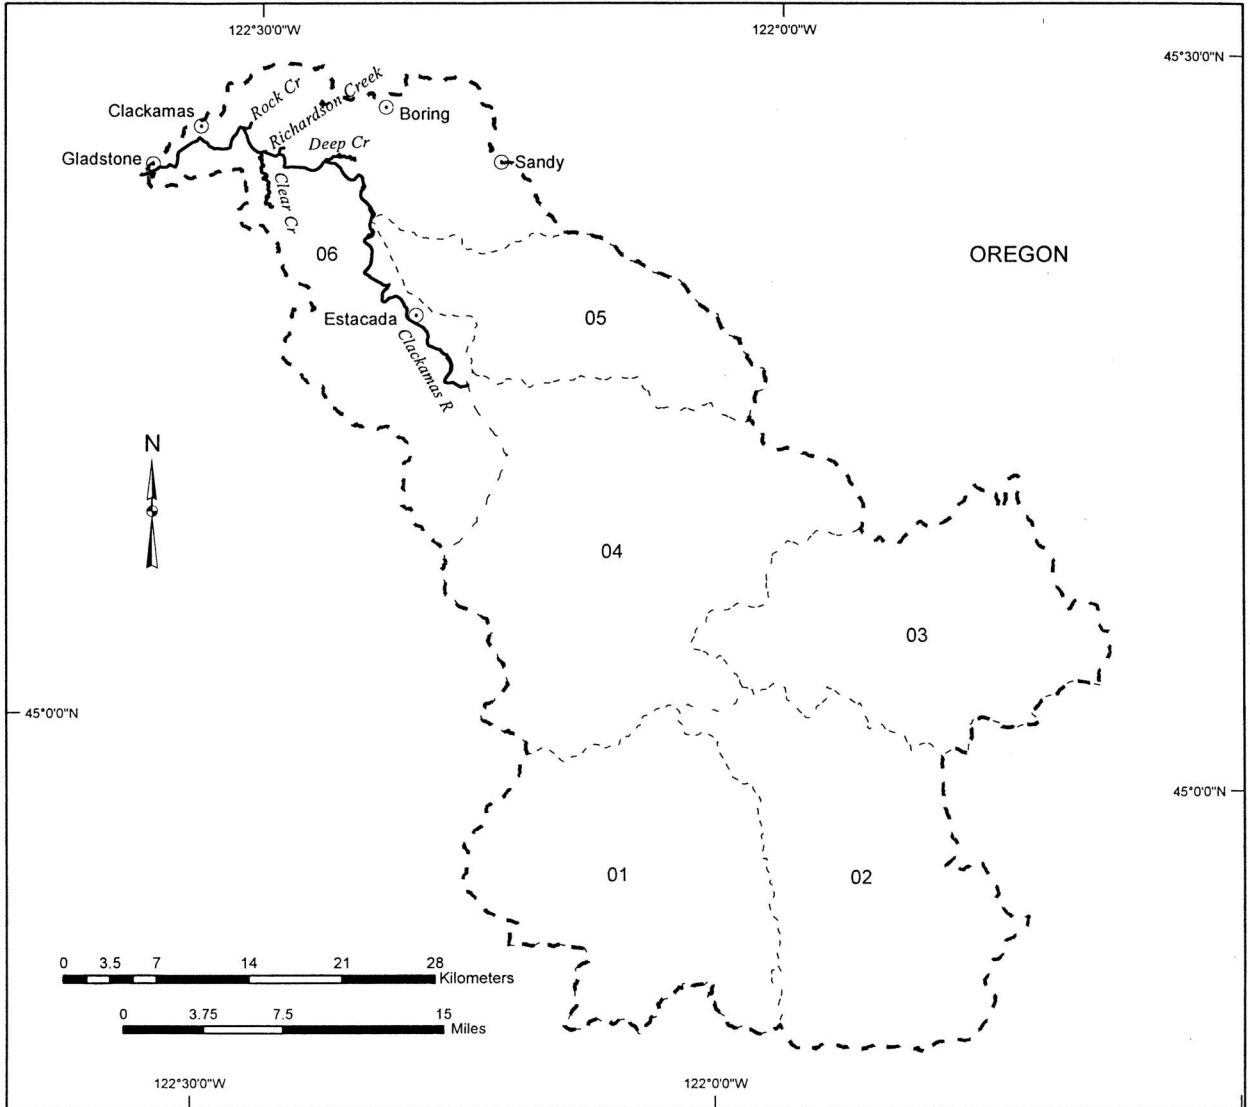 122°30'0"W
122°0'0"W
45°30'0"N
Clackamas
Rock Cr
Richardson Creek
Boring
Gladstone
Deep Cr
Sandy
Clear Cr
06
OREGON
Estacada
05
Clackamas R
N
04
03
45°0'0"N
45°0'0"N
01
02
0 3.5 7 14 21 28
Kilometers
0 3.75 7.5 15
Miles
122°30'0"W
122°0'0"W